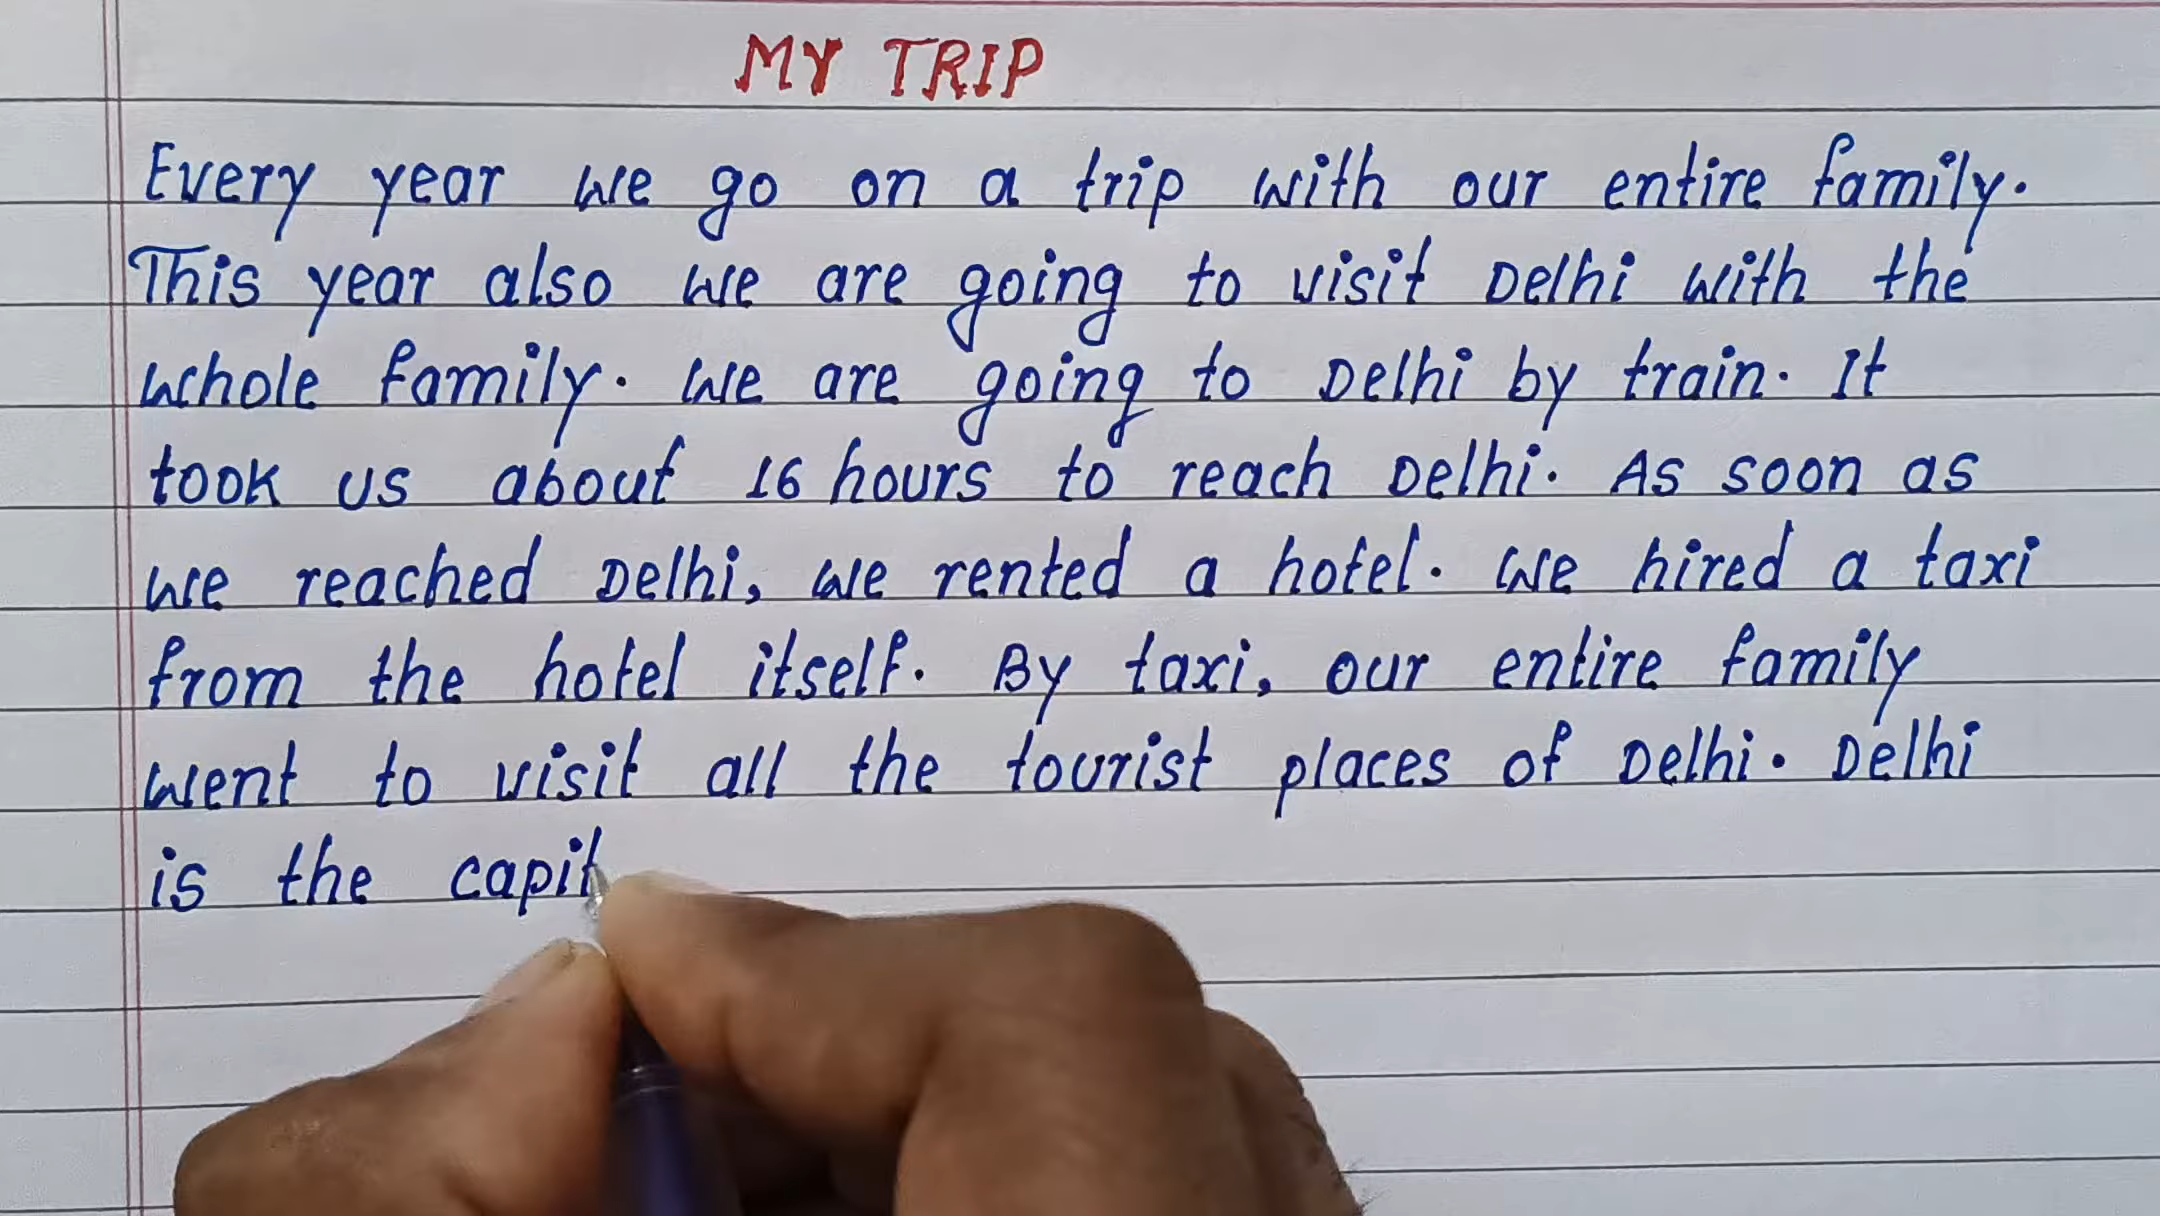 MY TRIP
Every year we go on a trip with our entire family.
This year also we are going to visit Delhi with the
whole family. We are going to Delhi by train. It
took us about 16 hours to reach Delhi. As soon as
we reached Delhi, we rented a hotel. We hired a taxi
from the hotel itself. By taxi, our entire family
went to visit all the tourist places of Delhi. Delhi
is the capit